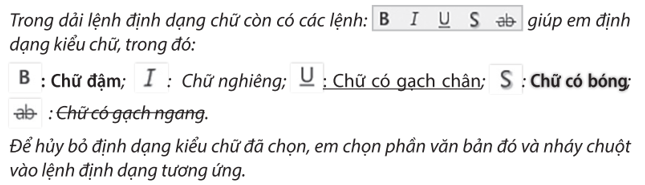 Trong dải lệnh định dạng chữ còn có các lệnh: B I U S ab giúp em định
dạng kiểu chữ, trong đó:
B : Chữ đậm; I : Chữ nghiêng; U : Chữ có gạch chân; S : Chữ có bóng;
ab : Chữ có gạch ngang.
Để hủy bỏ định dạng kiểu chữ đã chọn, em chọn phần văn bản đó và nháy chuột
vào lệnh định dạng tương ứng.